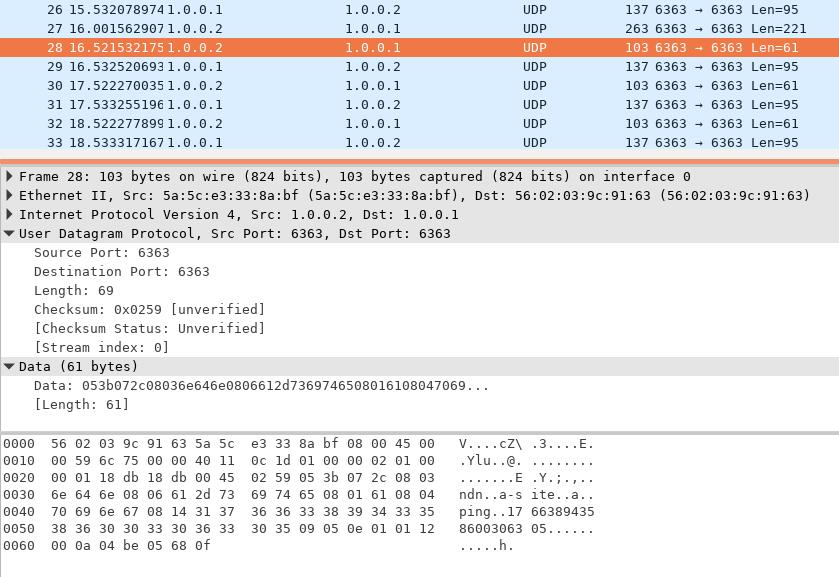 26 15.532078974 1.0.0.1 1.0.0.2 UDP 137 6363 → 6363 Len=95
27 16.001562907 1.0.0.2 1.0.0.1 UDP 263 6363 → 6363 Len=221
28 16.521532175 1.0.0.2 1.0.0.1 UDP 103 6363 → 6363 Len=61
29 16.532520693 1.0.0.1 1.0.0.2 UDP 137 6363 → 6363 Len=95
30 17.522270035 1.0.0.2 1.0.0.1 UDP 103 6363 → 6363 Len=61
31 17.533255196 1.0.0.1 1.0.0.2 UDP 137 6363 → 6363 Len=95
32 18.522277899 1.0.0.2 1.0.0.1 UDP 103 6363 → 6363 Len=61
33 18.533317167 1.0.0.1 1.0.0.2 UDP 137 6363 → 6363 Len=95
Frame 28: 103 bytes on wire (824 bits), 103 bytes captured (824 bits) on interface 0
Ethernet II, Src: 5a:5c:e3:33:8a:bf (5a:5c:e3:33:8a:bf), Dst: 56:02:03:9c:91:63 (56:02:03:9c:91:63)
Internet Protocol Version 4, Src: 1.0.0.2, Dst: 1.0.0.1
User Datagram Protocol, Src Port: 6363, Dst Port: 6363
Source Port: 6363
Destination Port: 6363
Length: 69
Checksum: 0x0259 [unverified]
[Checksum Status: Unverified]
[Stream index: 0]
Data (61 bytes)
Data: 053b072c08036e646e0806612d7369746508016108047069...
[Length: 61]
0000 56 02 03 9c 91 63 5a 5c e3 33 8a bf 08 00 45 00 V....cZ\ .3....E.
0010 00 59 6c 75 00 00 40 11 0c 1d 01 00 00 02 01 00 .Ylu..@. ........
0020 00 01 18 db 18 db 00 45 02 59 05 3b 07 2c 08 03 .......E .Y.;.,..
0030 6e 64 6e 08 06 61 2d 73 69 74 65 08 01 61 08 04 ndn..a-s ite..a..
0040 70 69 6e 67 08 14 31 37 36 36 33 38 39 34 33 35 ping..17 66389435
0050 38 36 30 30 33 30 36 33 30 35 09 05 0e 01 01 12 86003063 05......
0060 00 0a 04 be 05 68 0f .....h.